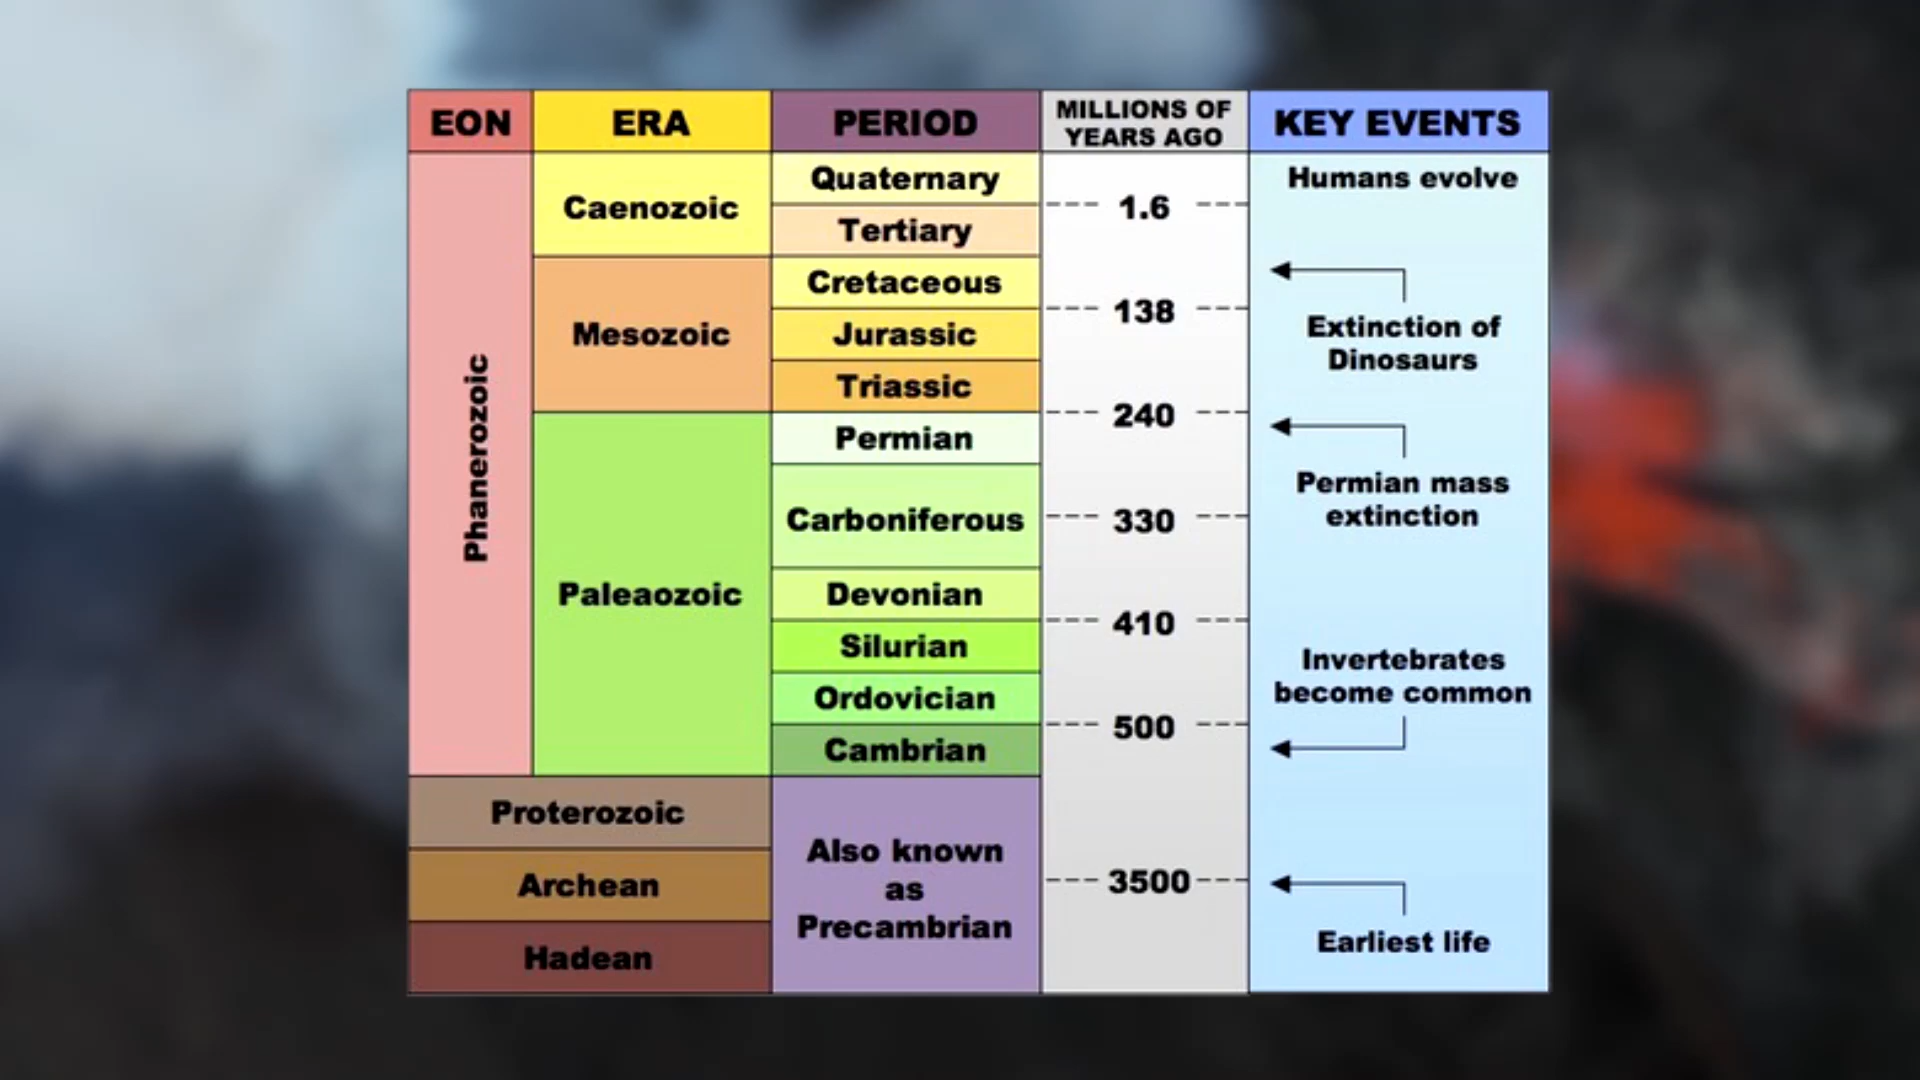 EON
ERA
PERIOD
MILLIONS OF
YEARS AGO
KEY EVENTS
Phanerozoic
Caenozoic
Mesozoic
Paleaozoic
Quaternary
Tertiary
Cretaceous
Jurassic
Triassic
Permian
Carboniferous
Devonian
Silurian
Ordovician
Cambrian
Proterozoic
Archean
Hadean
Also known
as
Precambrian
1.6
138
240
330
410
500
3500
Humans evolve
Extinction of
Dinosaurs
Permian mass
extinction
Invertebrates
become common
Earliest life